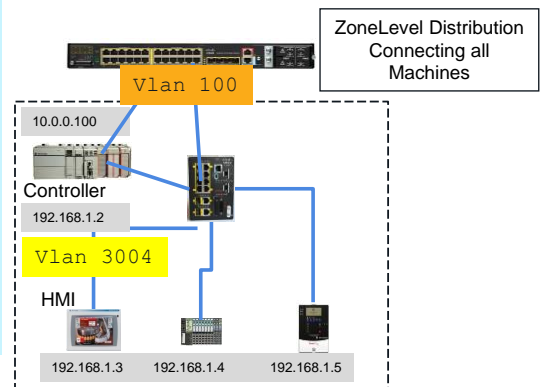 ZoneLevel Distribution
Connecting all
Machines
Vlan 100
10.0.0.100
Controller
192.168.1.2
Vlan 3004
HMI
192.168.1.3
192.168.1.4
192.168.1.5